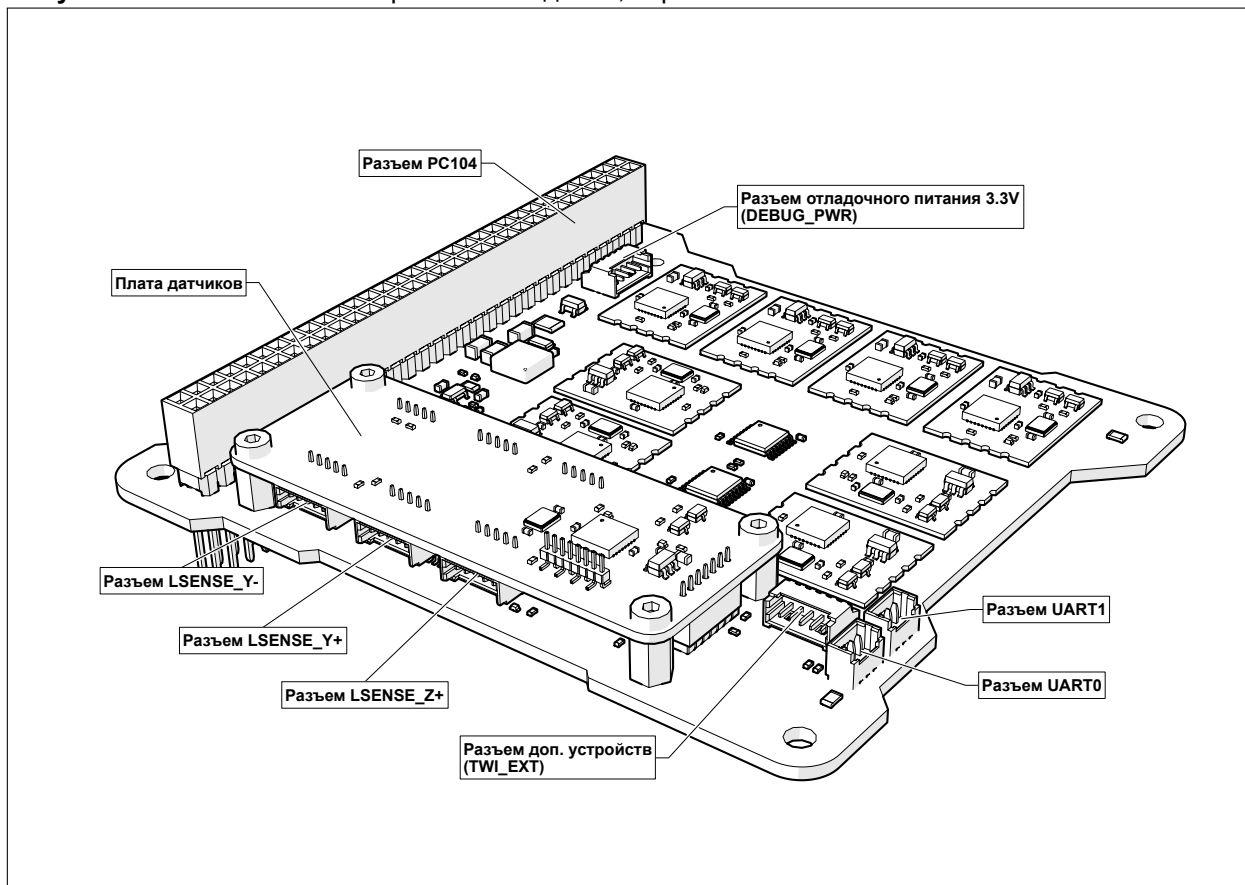 Разъем PC104
Разъем отладочного питания 3.3V
(DEBUG_PWR)
Плата датчиков
Разъем LSENSE_Y-
Разъем UART1
Разъем LSENSE_Y+
Разъем UART0
Разъем LSENSE_Z+
Разъем доп. устройств
(TWI_EXT)